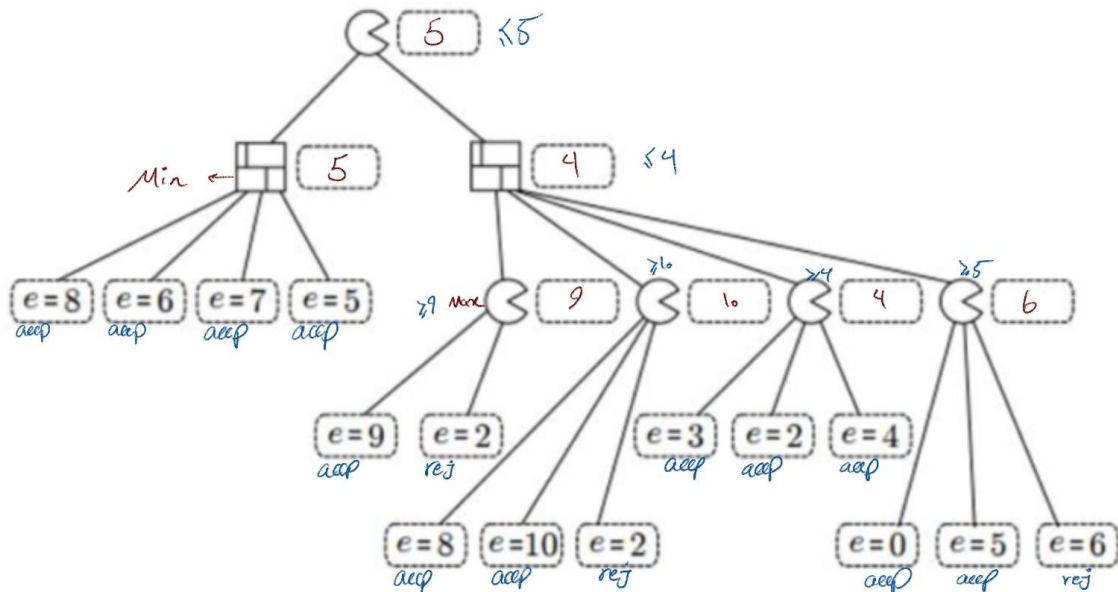 5 ≤5
Min 5 4 ≤4
e=8 e=6 e=7 e=5
accp accp accp accp
≥9 Max 9 ≥10 10 ≥4 4 ≥5 6
e=9 e=2 e=3 e=2 e=4
accp rej accp accp accp
e=8 e=10 e=2 e=0 e=5 e=6
accp accp rej accp accp rej